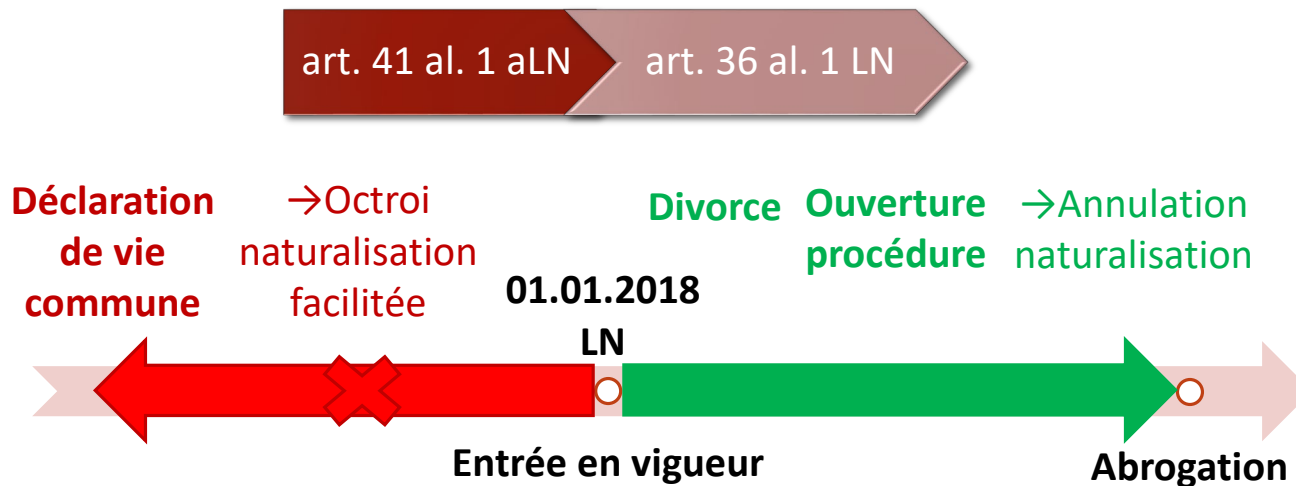 art. 41 al. 1 aLN
art. 36 al. 1 LN
Déclaration
de vie
commune
→Octroi
naturalisation
facilitée
01.01.2018
LN
Divorce
Ouverture
procédure
→Annulation
naturalisation
Entrée en vigueur
Abrogation